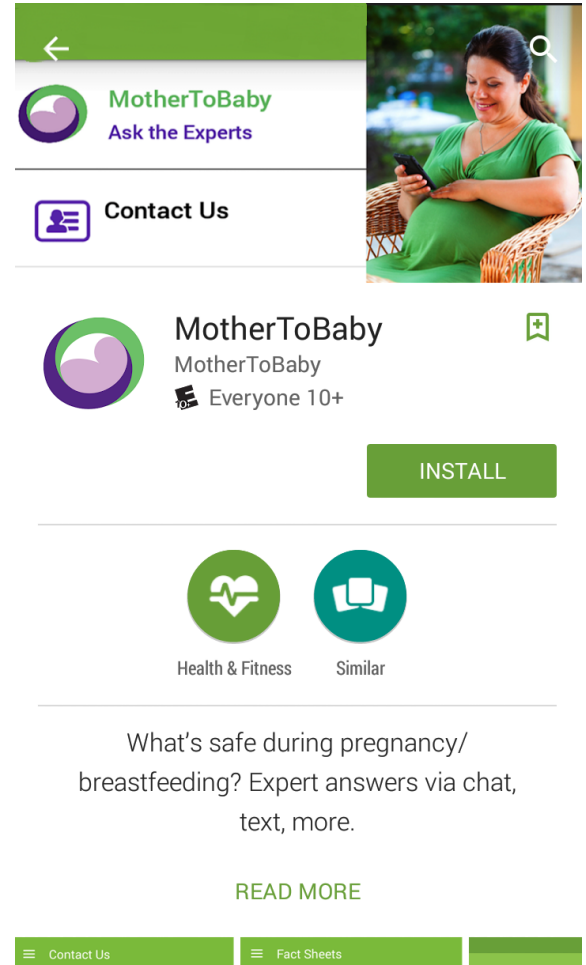 MotherToBaby
Ask the Experts
Contact Us
MotherToBaby
MotherToBaby
E 10+ Everyone 10+
INSTALL
Health & Fitness
Similar
What's safe during pregnancy/
breastfeeding? Expert answers via chat,
text, more.
READ MORE
Contact Us
Fact Sheets